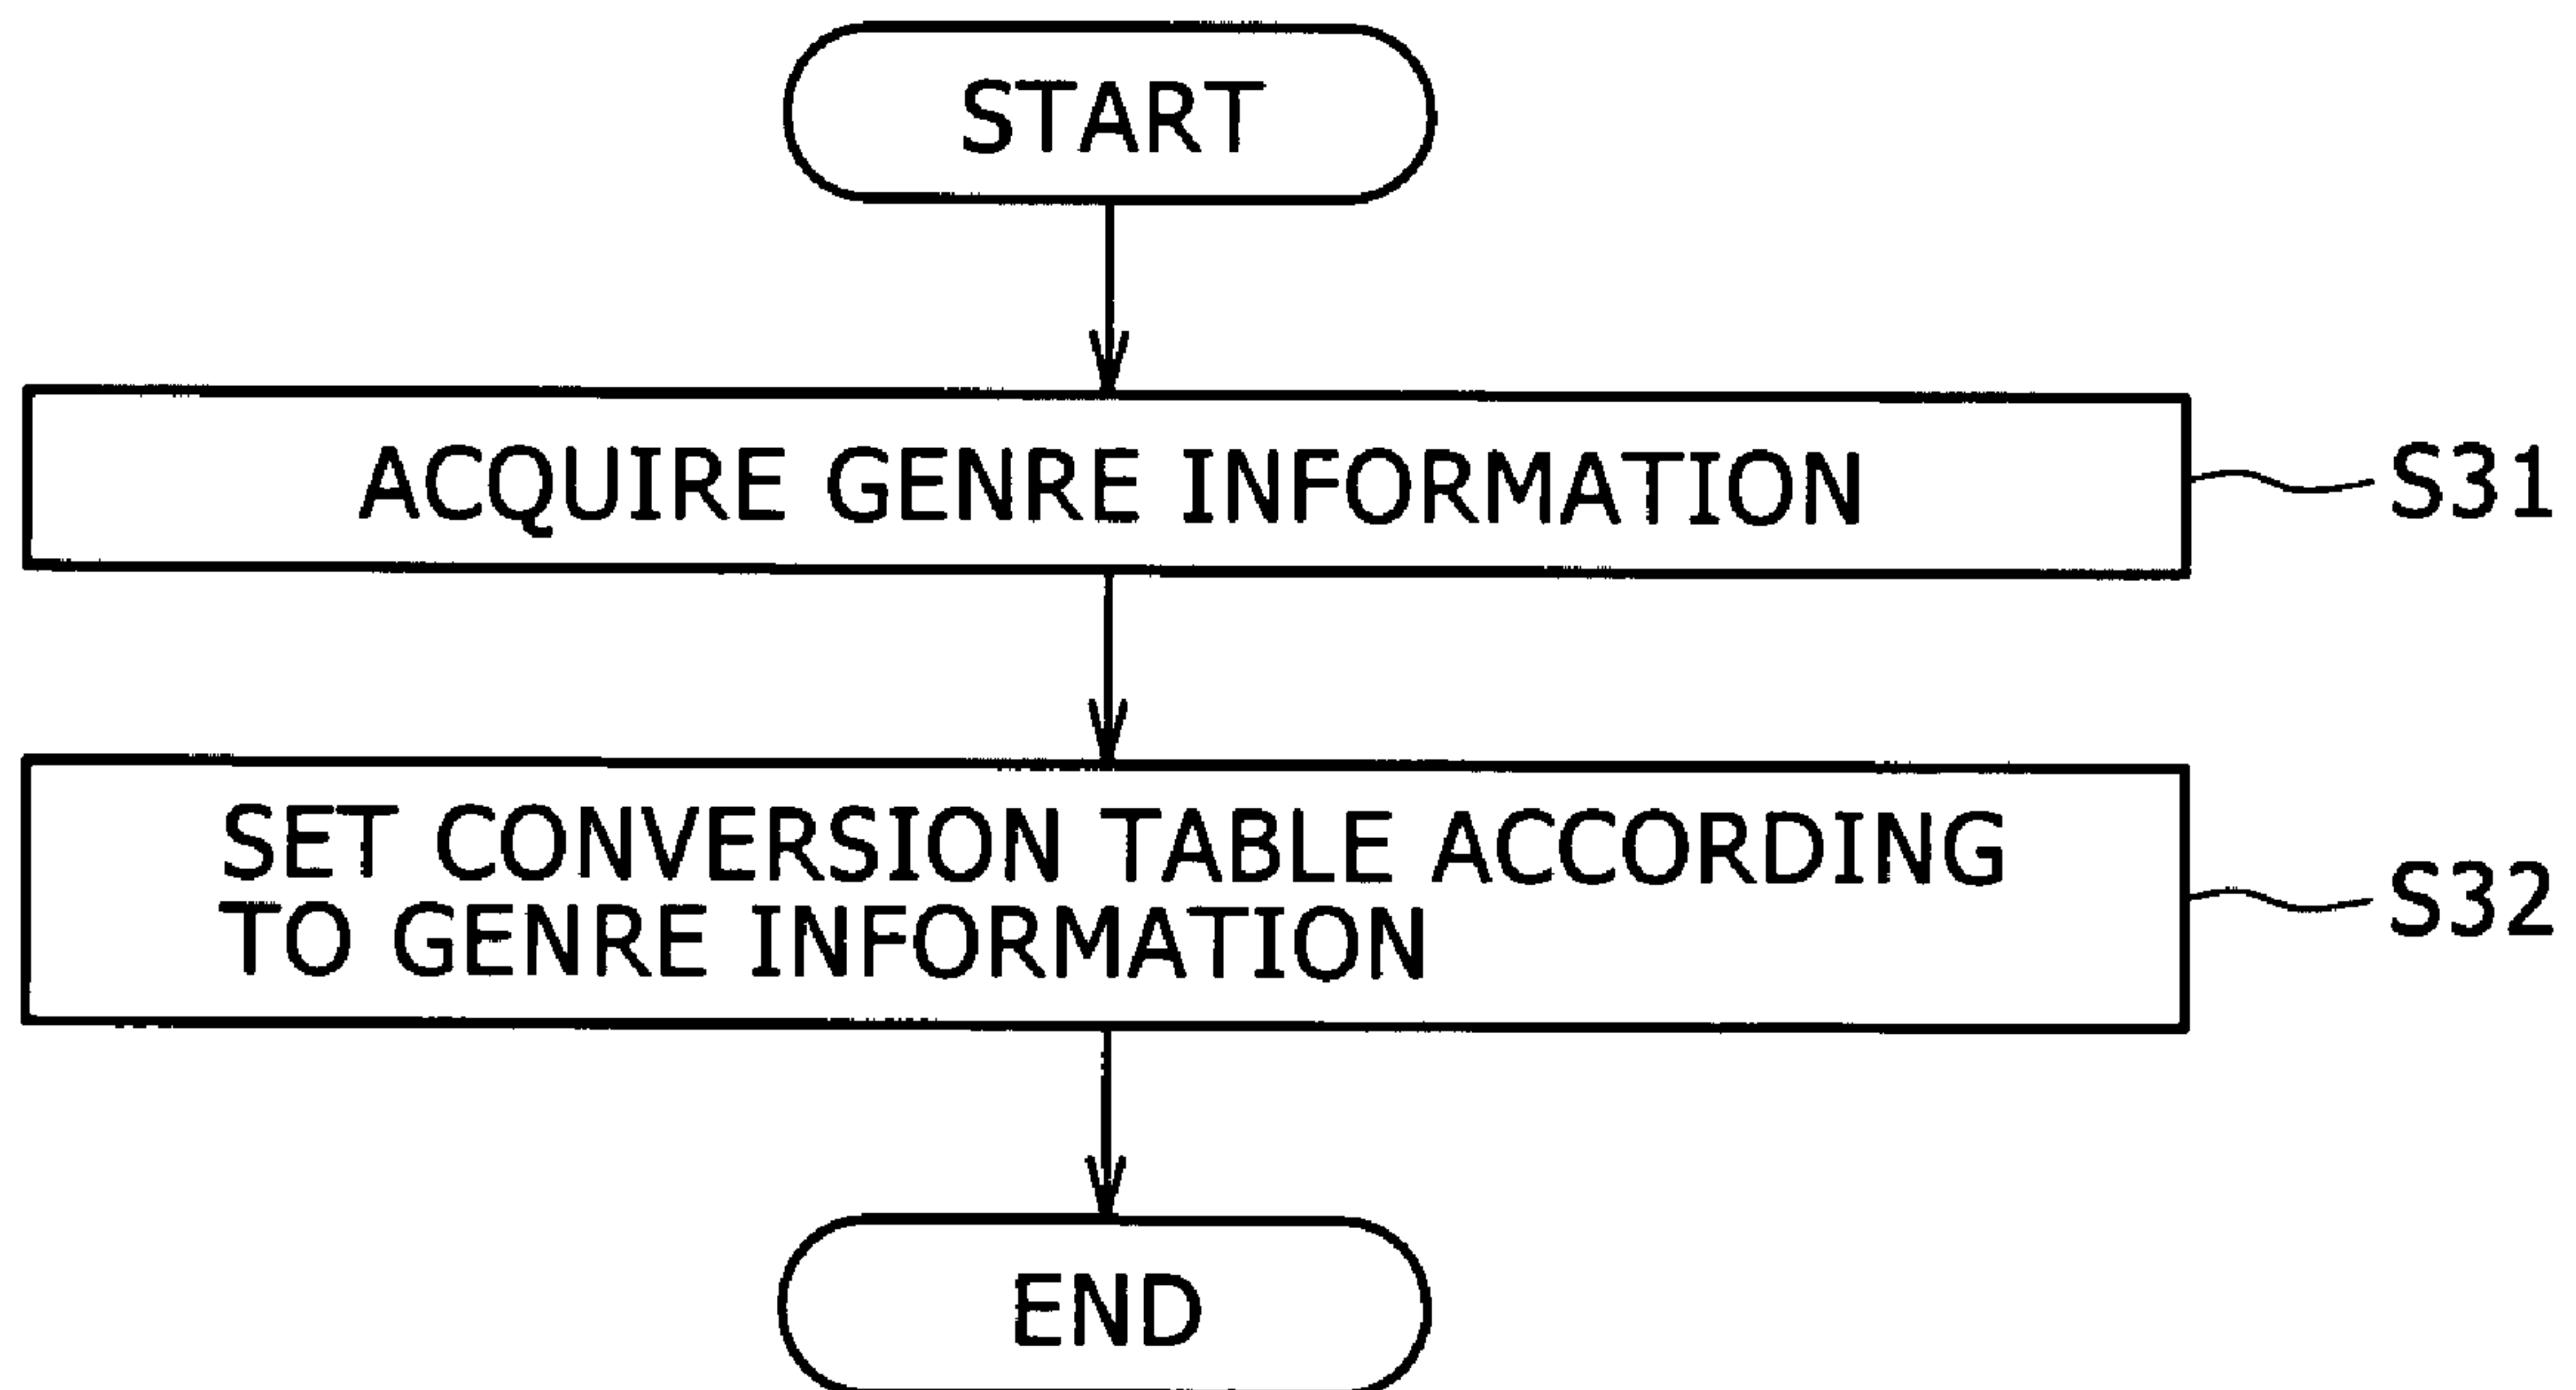 START
ACQUIRE GENRE INFORMATION
S31
SET CONVERSION TABLE ACCORDING
TO GENRE INFORMATION
S32
END